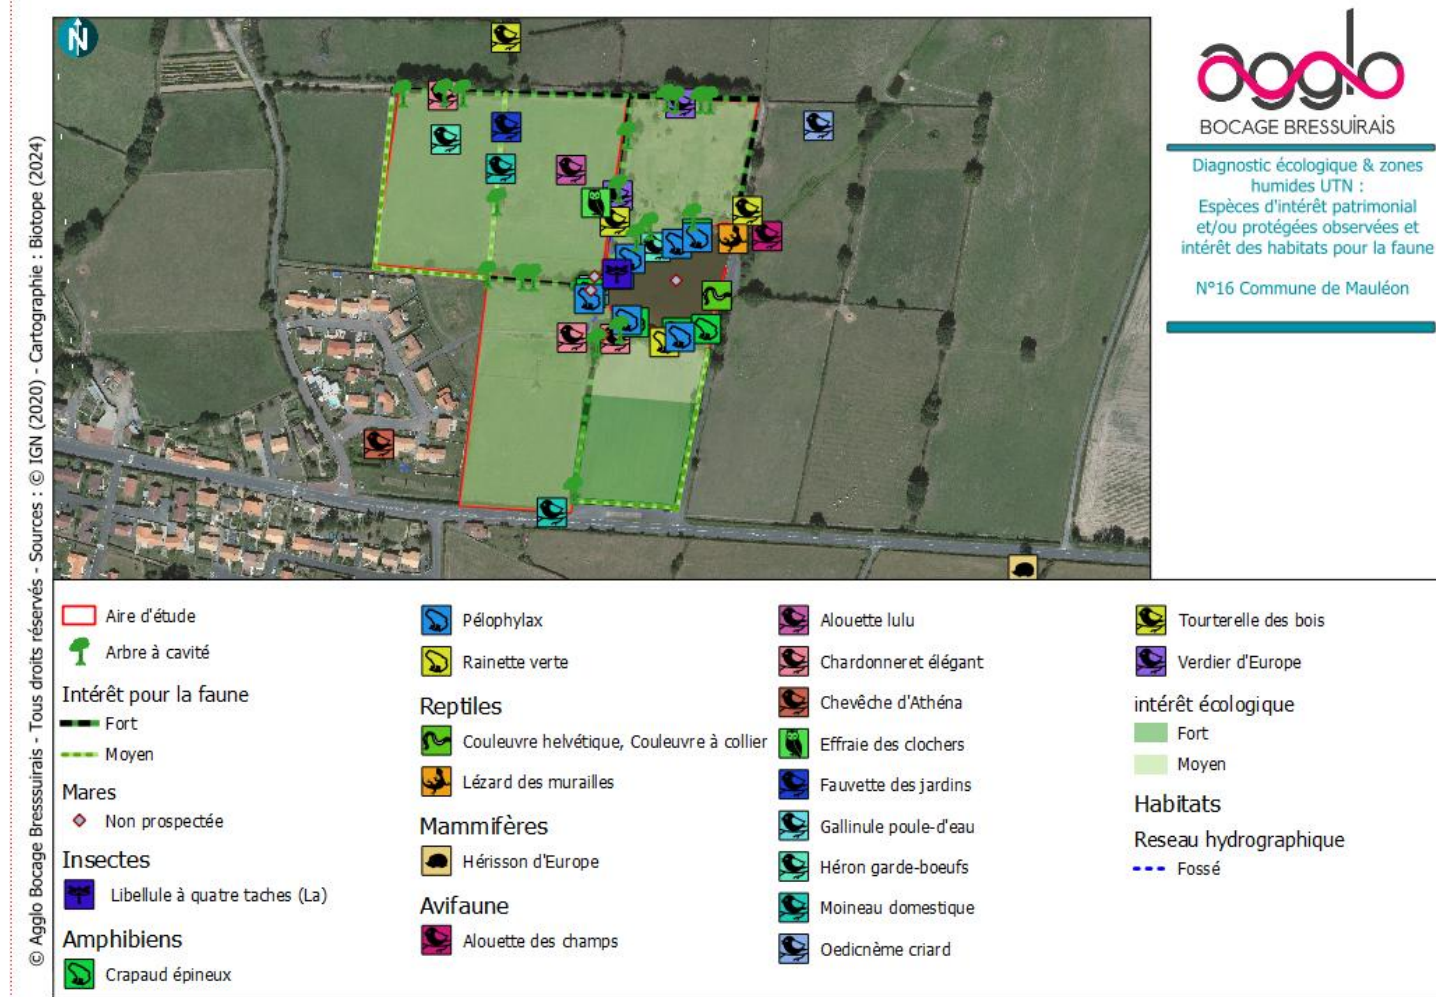 N
© Agglo Bocage Bresssuirais - Tous droits réservés - Sources : © IGN (2020) - Cartographie : Biotope (2024)
agglo
BOCAGE BRESSUIRAIS
Diagnostic écologique & zones
humides UTN :
Espèces d'intérêt patrimonial
et/ou protégées observées et
intérêt des habitats pour la faune
N°16 Commune de Mauléon
Aire d'étude
Arbre à cavité
Intérêt pour la faune
Fort
Moyen
Mares
Non prospectée
Insectes
Libellule à quatre taches (La)
Amphibiens
Crapaud épineux
Pélophylax
Rainette verte
Reptiles
Couleuvre helvétique, Couleuvre à collier
Lézard des murailles
Mammifères
Hérisson d'Europe
Avifaune
Alouette des champs
Alouette lulu
Chardonneret élégant
Chevêche d'Athéna
Effraie des clochers
Fauvette des jardins
Gallinule poule-d'eau
Héron garde-boeufs
Moineau domestique
Oedicnème criard
Tourterelle des bois
Verdier d'Europe
intérêt écologique
Fort
Moyen
Habitats
Reseau hydrographique
Fossé